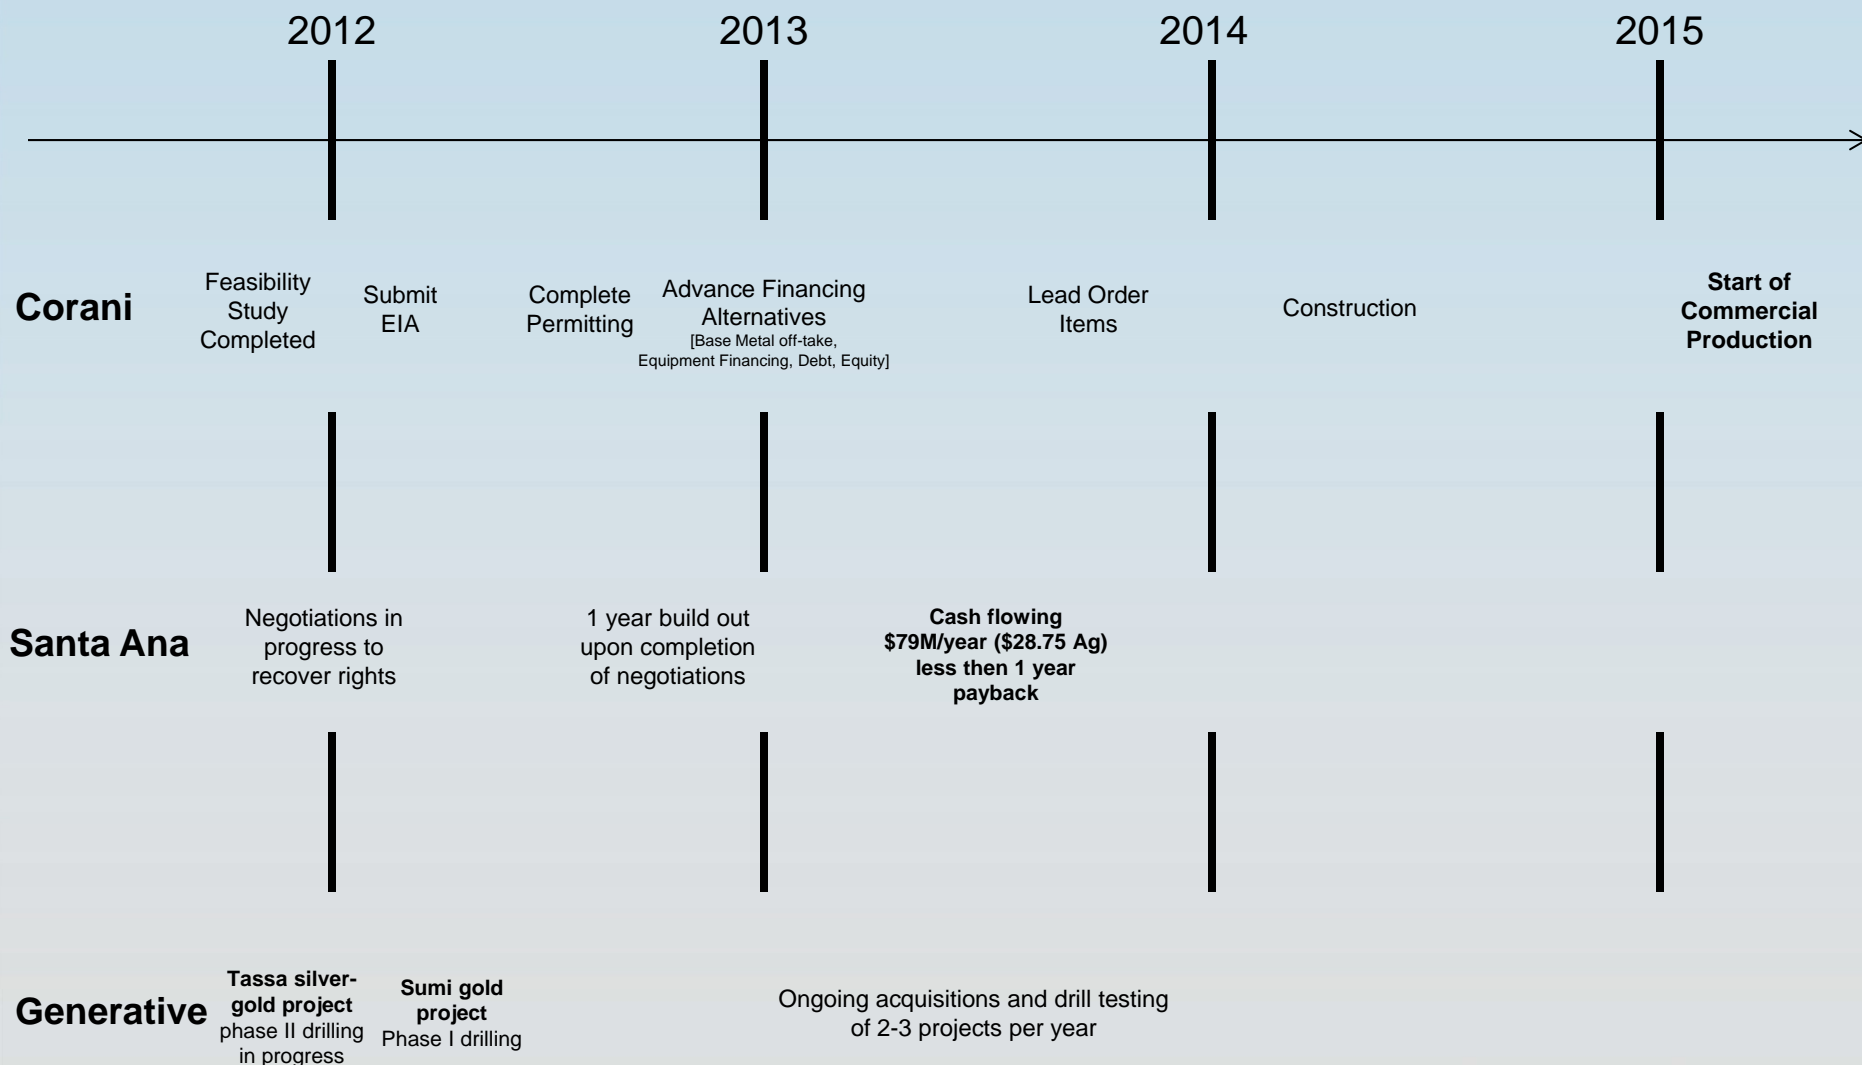 2012
2013
2014
2015
Corani
Feasibility
Study
Completed
Submit
EIA
Complete
Permitting
Advance Financing
Alternatives
[Base Metal off-take,
Equipment Financing, Debt, Equity]
Lead Order
Items
Construction
Start of
Commercial
Production
Santa Ana
Negotiations in
progress to
recover rights
1 year build out
upon completion
of negotiations
Cash flowing
$79M/year ($28.75 Ag)
less then 1 year
payback
Generative
Tassa silver-
gold project
phase II drilling
in progress
Sumi gold
project
Phase I drilling
Ongoing acquisitions and drill testing
of 2-3 projects per year